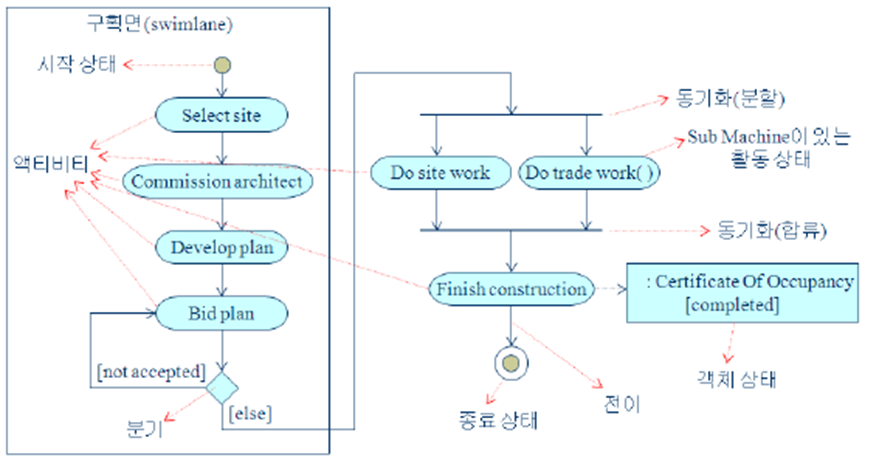 구획면(swimlane)
시작 상태
Select site
액티비티
Commission architect
Develop plan
Bid plan
[not accepted]
[else]
분기
동기화(분할)
Sub Machine이 있는
활동 상태
Do site work
Do trade work( )
동기화(합류)
Finish construction
: Certificate Of Occupancy
[completed]
객체 상태
전이
종료 상태